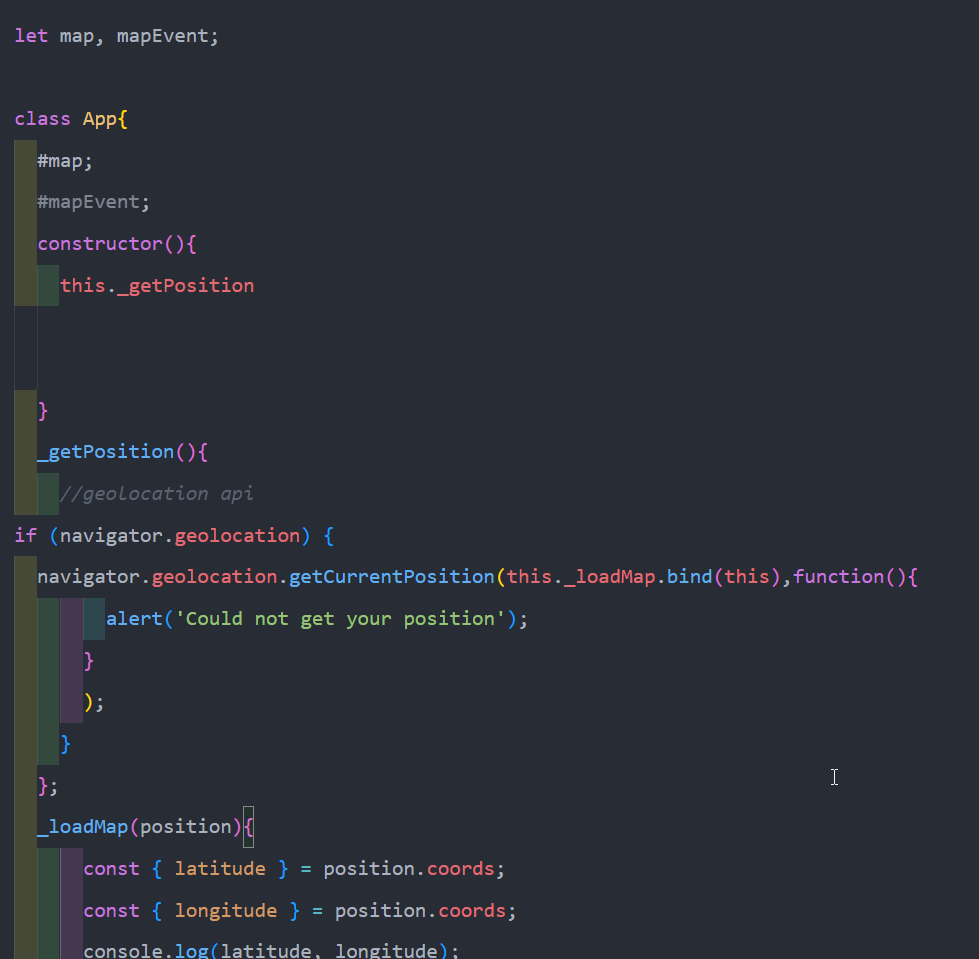 let map, mapEvent;
class App{
#map;
#mapEvent;
constructor(){
this._getPosition
}
_getPosition(){
//geolocation api
if (navigator.geolocation) {
navigator.geolocation.getCurrentPosition(this._loadMap.bind(this),function(){
alert('Could not get your position');
}
);
}
};
_loadMap(position){
const { latitude } = position.coords;
const { longitude } = position.coords;
console.log(latitude, longitude);